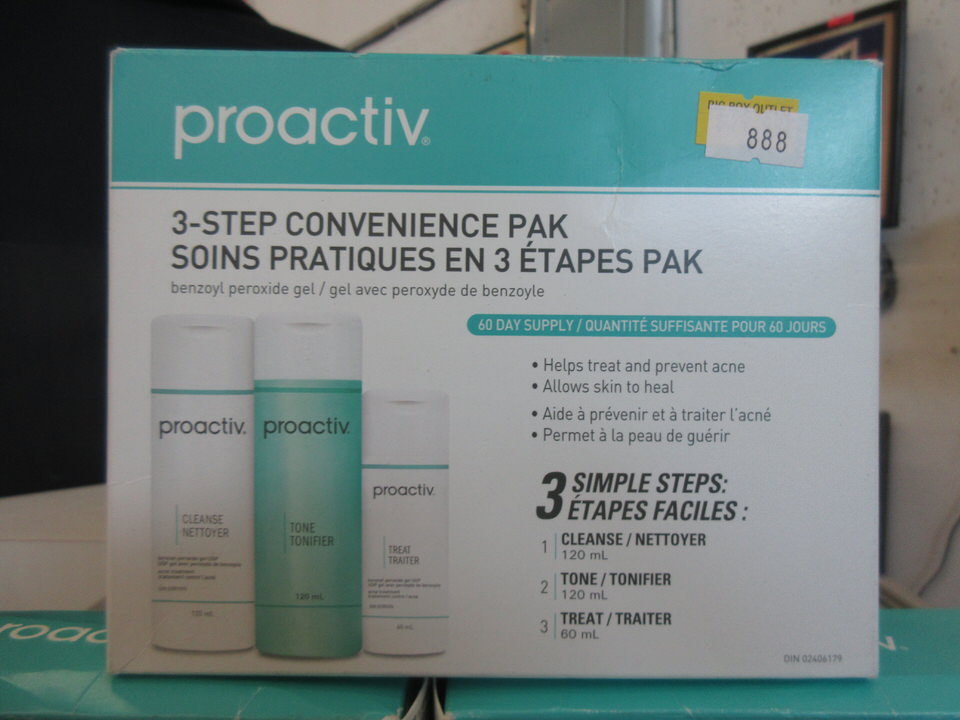 proactiv®
BIG BOX OUTLET
888
3-STEP CONVENIENCE PAK
SOINS PRATIQUES EN 3 ÉTAPES PAK
benzoyl peroxide gel / gel avec peroxyde de benzoyle
60 DAY SUPPLY / QUANTITÉ SUFFISANTE POUR 60 JOURS
• Helps treat and prevent acne
• Allows skin to heal
• Aide à prévenir et à traiter l'acné
• Permet à la peau de guérir
3 SIMPLE STEPS:
ÉTAPES FACILES :
1 CLEANSE / NETTOYER
120 mL
2 TONE / TONIFIER
120 mL
3 TREAT / TRAITER
60 mL
DIN 02406179
proactiv.
CLEANSE
NETTOYER
120 mL
proactiv.
TONE
TONIFIER
120 mL
proactiv.
TREAT
TRAITER
60 mL